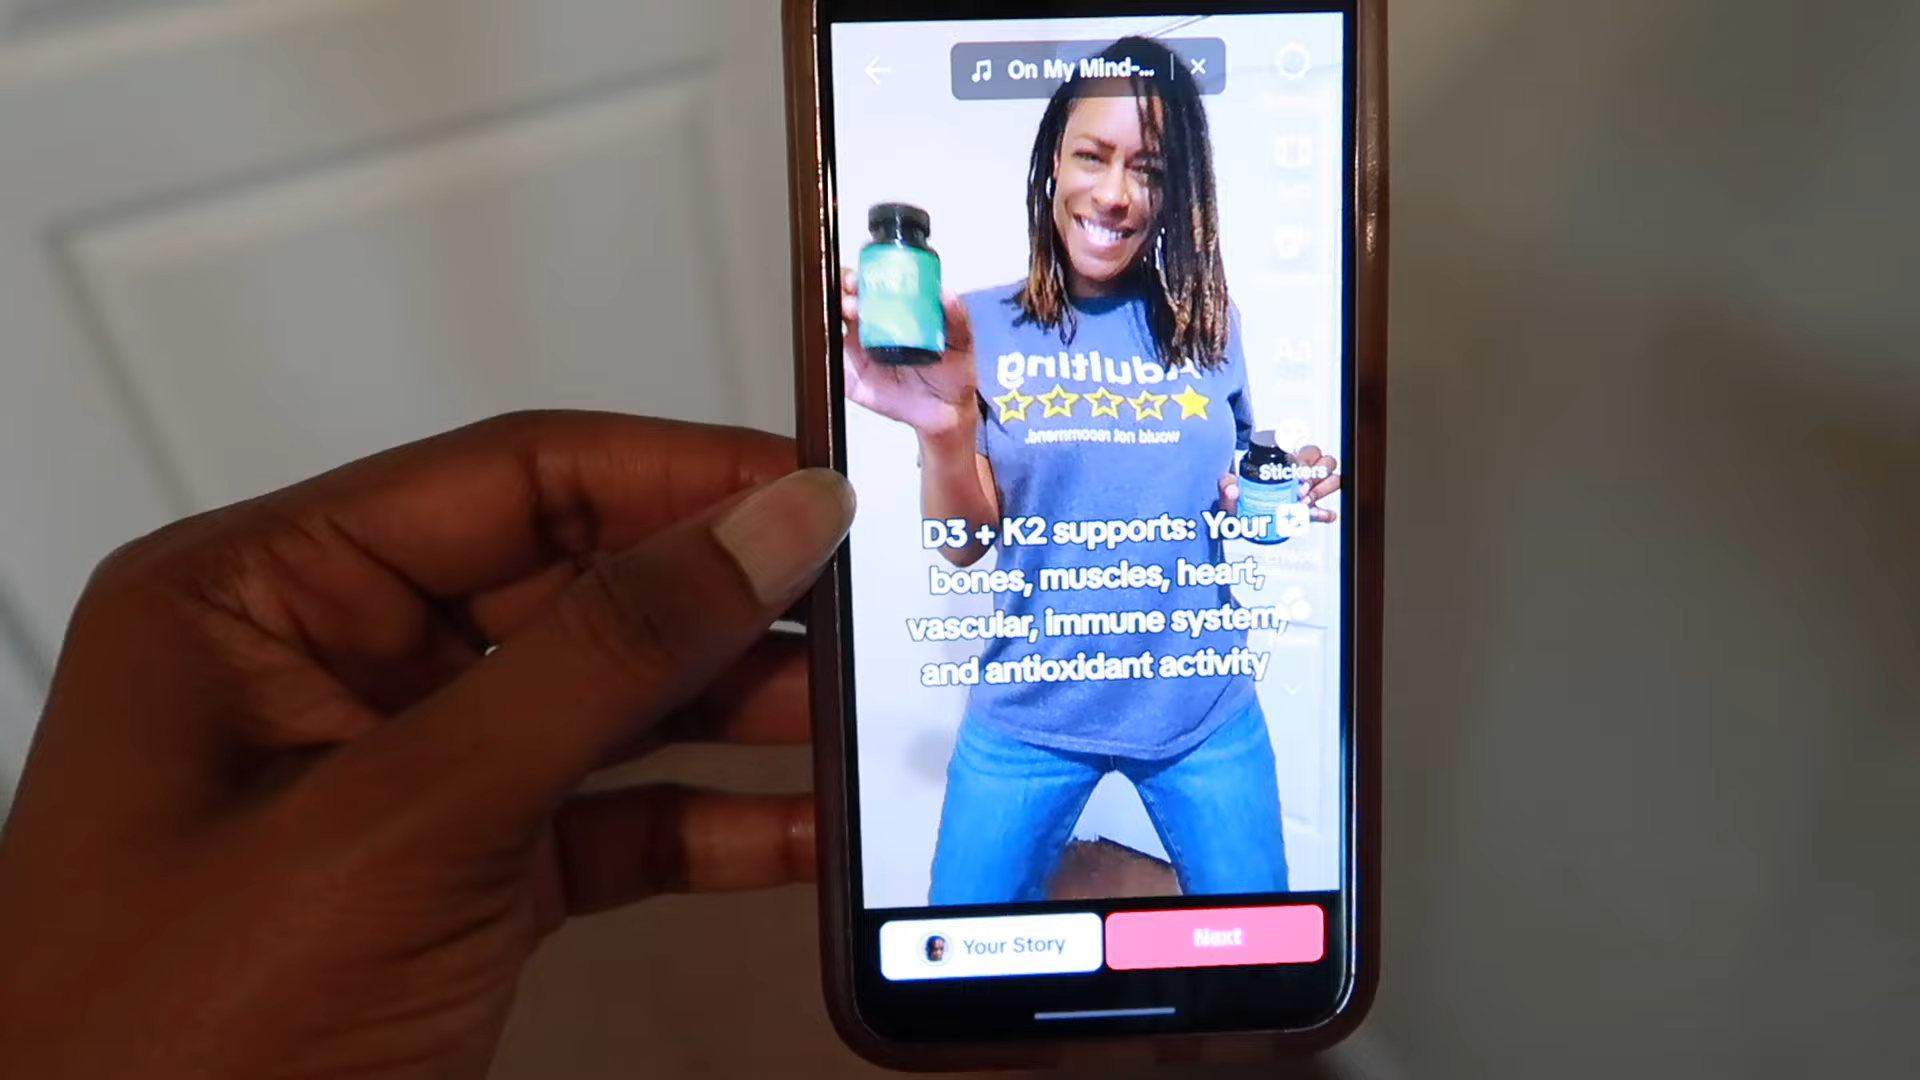 On My Mind-...
Adulting
would not recommend.
Stickers
D3 + K2 supports: Your
bones, muscles, heart,
vascular, immune system,
and antioxidant activity
Your Story
Next